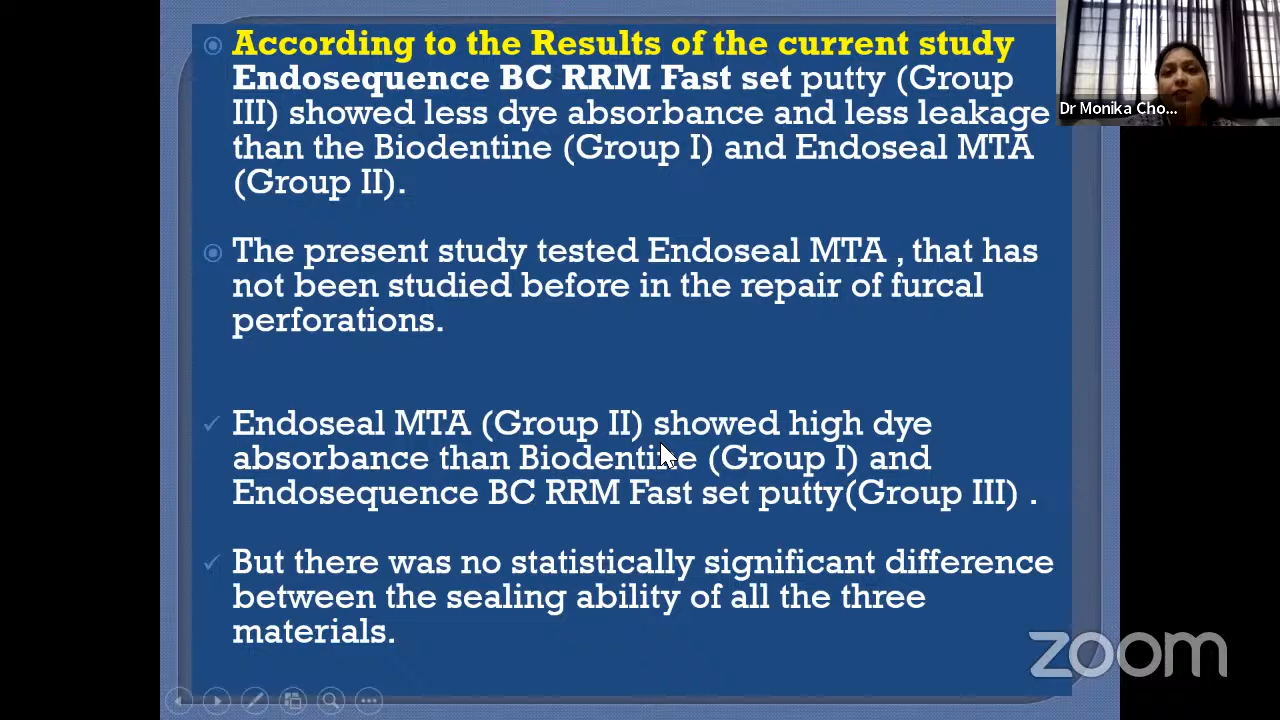 According to the Results of the current study
Endosequence BC RRM Fast set putty (Group
III) showed less dye absorbance and less leakage
than the Biodentine (Group I) and Endoseal MTA
(Group II).
The present study tested Endoseal MTA , that has
not been studied before in the repair of furcal
perforations.
Endoseal MTA (Group II) showed high dye
absorbance than Biodentine (Group I) and
Endosequence BC RRM Fast set putty(Group III) .
But there was no statistically significant difference
between the sealing ability of all the three
materials.
Dr Monika Cho...
zoom